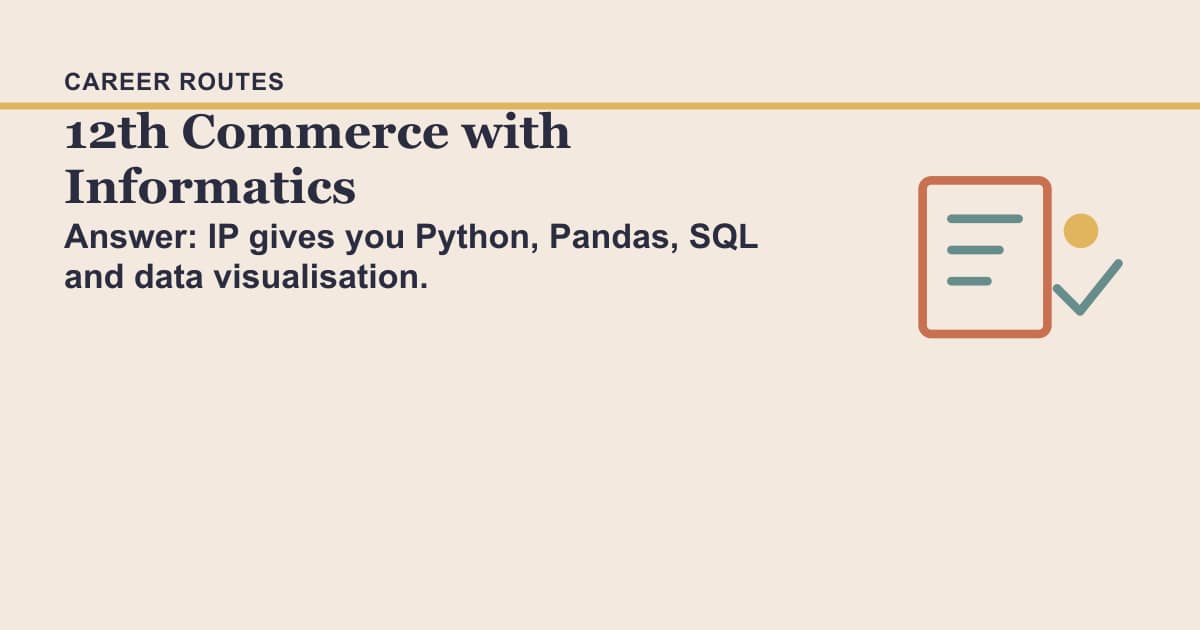 CAREER ROUTES
12th Commerce with
Informatics
Answer: IP gives you Python, Pandas, SQL
and data visualisation.